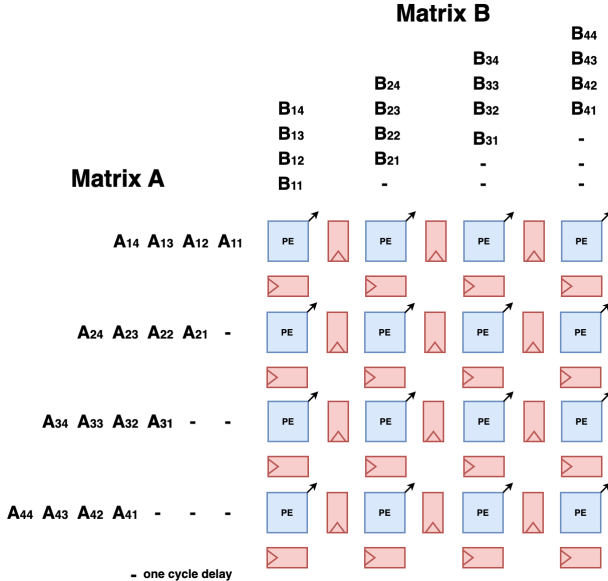 Matrix B
B44
B34 B43
B24 B33 B42
B14 B23 B32 B41
B13 B22 B31 -
B12 B21 - -
Matrix A
B11 - - -
A14 A13 A12 A11 PE PE PE PE
A24 A23 A22 A21 - PE PE PE PE
A34 A33 A32 A31 - - PE PE PE PE
A44 A43 A42 A41 - - - PE PE PE PE
- one cycle delay